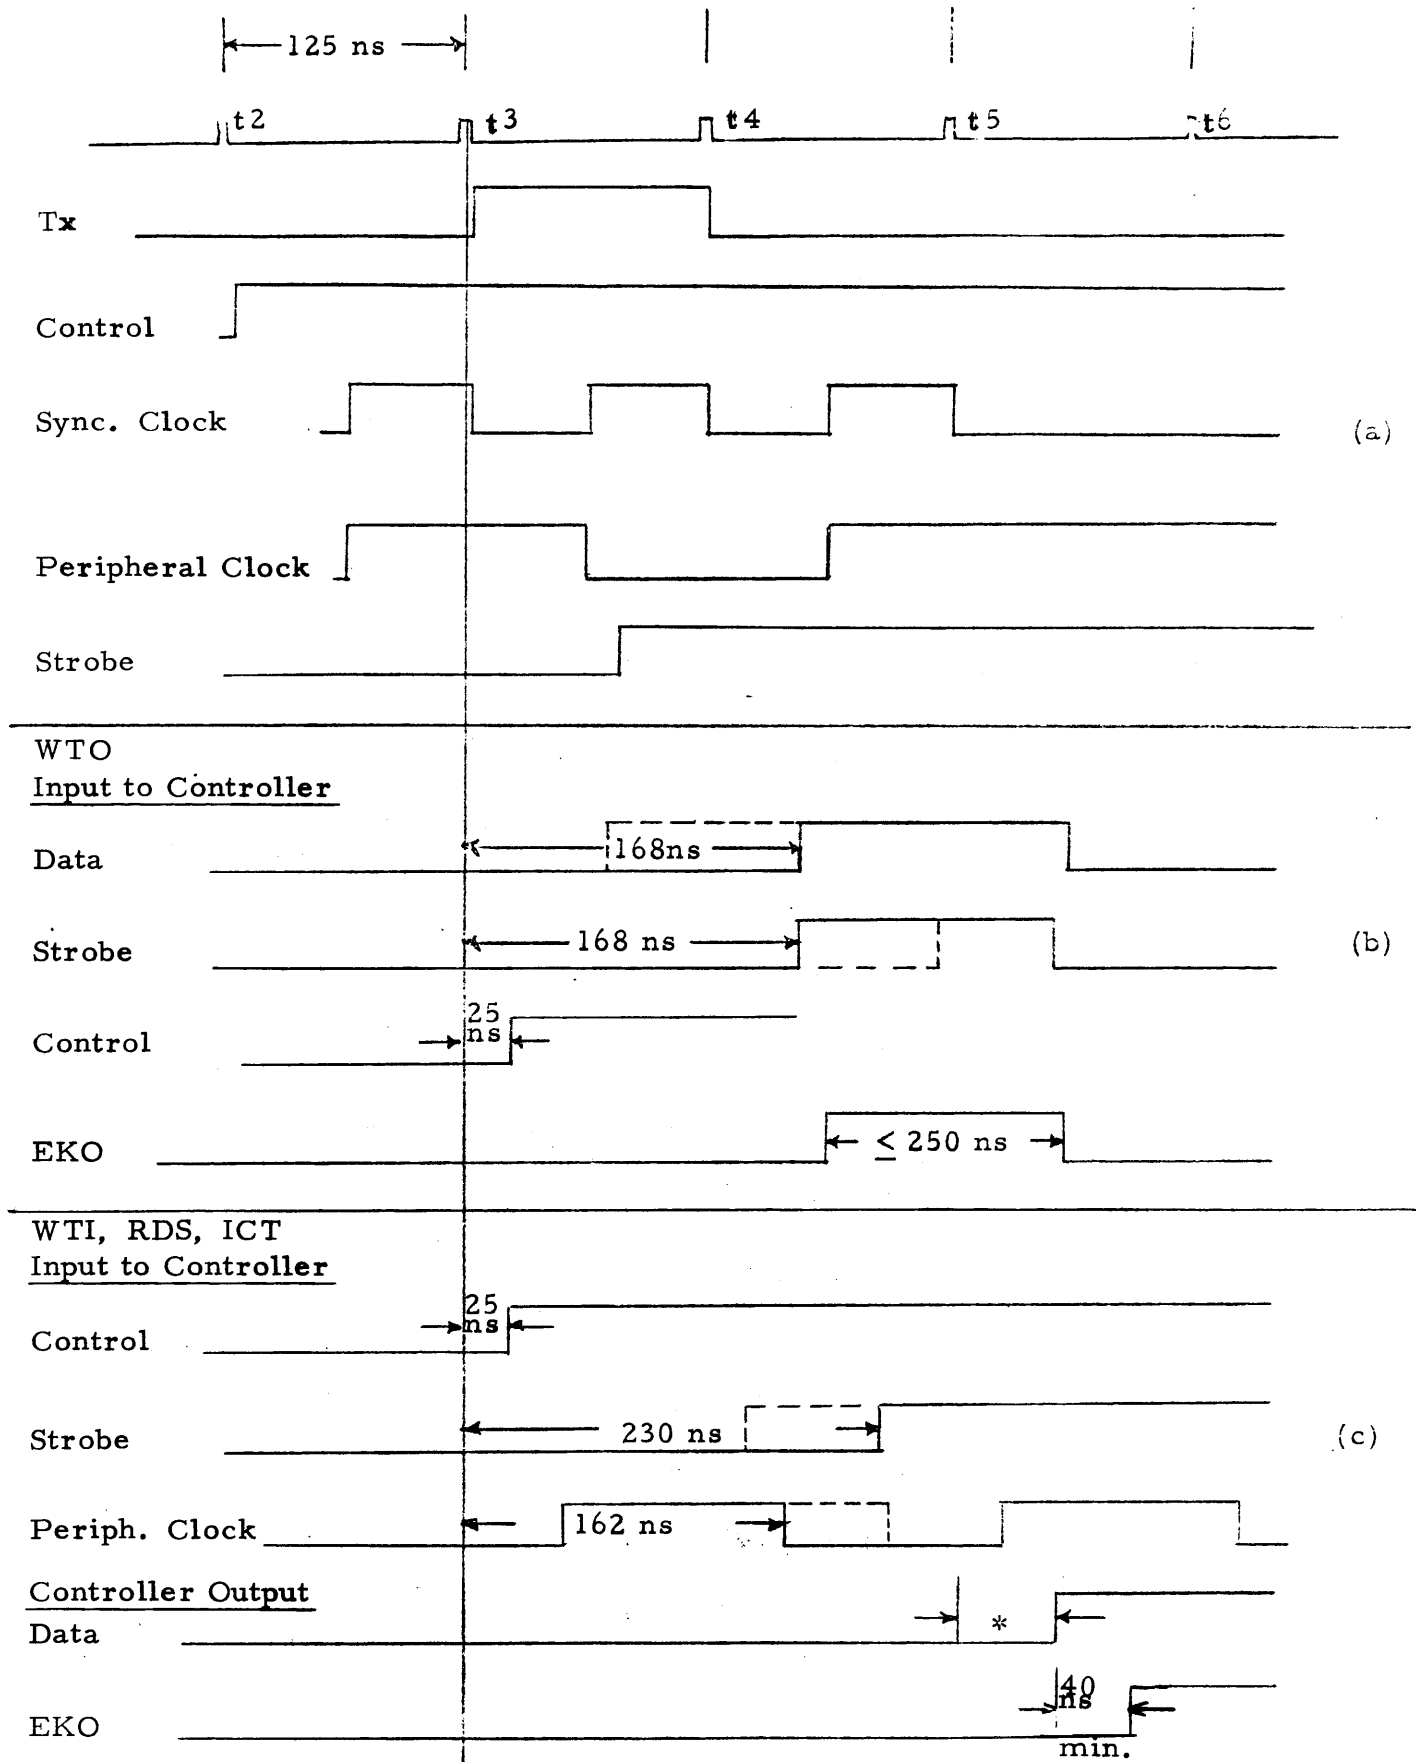 125 ns
t2 t3 t4 t5 t6
Tx
Control
Sync. Clock
(a)
Peripheral Clock
Strobe
WTO
Input to Controller
Data
168ns
Strobe
168 ns
(b)
Control
25
ns
EKO
≤ 250 ns
WTI, RDS, ICT
Input to Controller
Control
25
ns
Strobe
230 ns
(c)
Periph. Clock
162 ns
Controller Output
Data
*
EKO
40
ns
min.